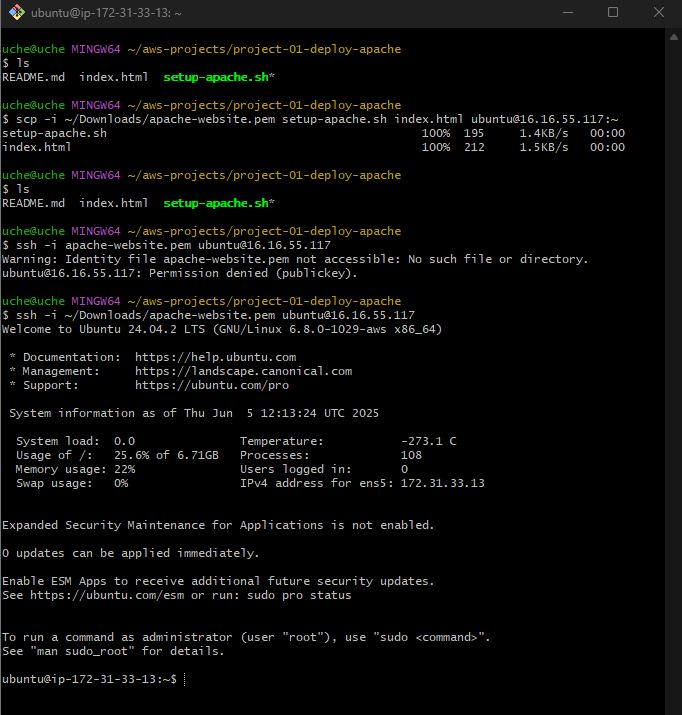 ubuntu@ip-172-31-33-13: ~
uche@uche MINGW64 ~/aws-projects/project-01-deploy-apache
$ ls
README.md  index.html  setup-apache.sh*
uche@uche MINGW64 ~/aws-projects/project-01-deploy-apache
$ scp -i ~/Downloads/apache-website.pem setup-apache.sh index.html ubuntu@16.16.55.117:~
setup-apache.sh                                             100%  195     1.4KB/s   00:00
index.html                                                  100%  212     1.5KB/s   00:00
uche@uche MINGW64 ~/aws-projects/project-01-deploy-apache
$ ls
README.md  index.html  setup-apache.sh*
uche@uche MINGW64 ~/aws-projects/project-01-deploy-apache
$ ssh -i apache-website.pem ubuntu@16.16.55.117
Warning: Identity file apache-website.pem not accessible: No such file or directory.
ubuntu@16.16.55.117: Permission denied (publickey).
uche@uche MINGW64 ~/aws-projects/project-01-deploy-apache
$ ssh -i ~/Downloads/apache-website.pem ubuntu@16.16.55.117
Welcome to Ubuntu 24.04.2 LTS (GNU/Linux 6.8.0-1029-aws x86_64)
 * Documentation:  https://help.ubuntu.com
 * Management:     https://landscape.canonical.com
 * Support:        https://ubuntu.com/pro
 System information as of Thu Jun  5 12:13:24 UTC 2025
  System load:  0.0               Temperature:           -273.1 C
  Usage of /:   25.6% of 6.71GB   Processes:             108
  Memory usage: 22%               Users logged in:       0
  Swap usage:   0%                IPv4 address for ens5: 172.31.33.13
Expanded Security Maintenance for Applications is not enabled.
0 updates can be applied immediately.
Enable ESM Apps to receive additional future security updates.
See https://ubuntu.com/esm or run: sudo pro status
To run a command as administrator (user "root"), use "sudo <command>".
See "man sudo_root" for details.
ubuntu@ip-172-31-33-13:~$